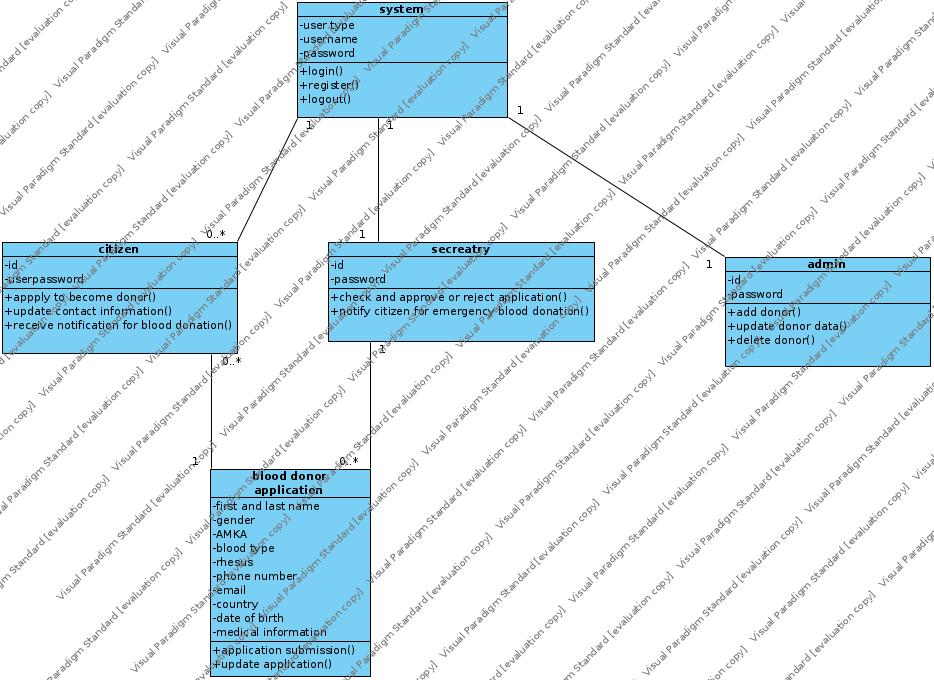 system
-user type
-username
-password
+login()
+register()
+logout()
1
1
1
0..*
1
1
citizen
-id
-userpassword
+appply to become donor()
+update contact information()
+receive notification for blood donation()
secreatry
-id
-password
+check and approve or reject application()
+notify citizen for emergency blood donation()
admin
-id
-password
+add donor()
+update donor data()
+delete donor()
0..*
1
1
0..*
blood donor
application
-first and last name
-gender
-AMKA
-blood type
-rhesus
-phone number
-email
-country
-date of birth
-medical information
+application submission()
+update application()
Visual Paradigm Standard [evaluation copy]